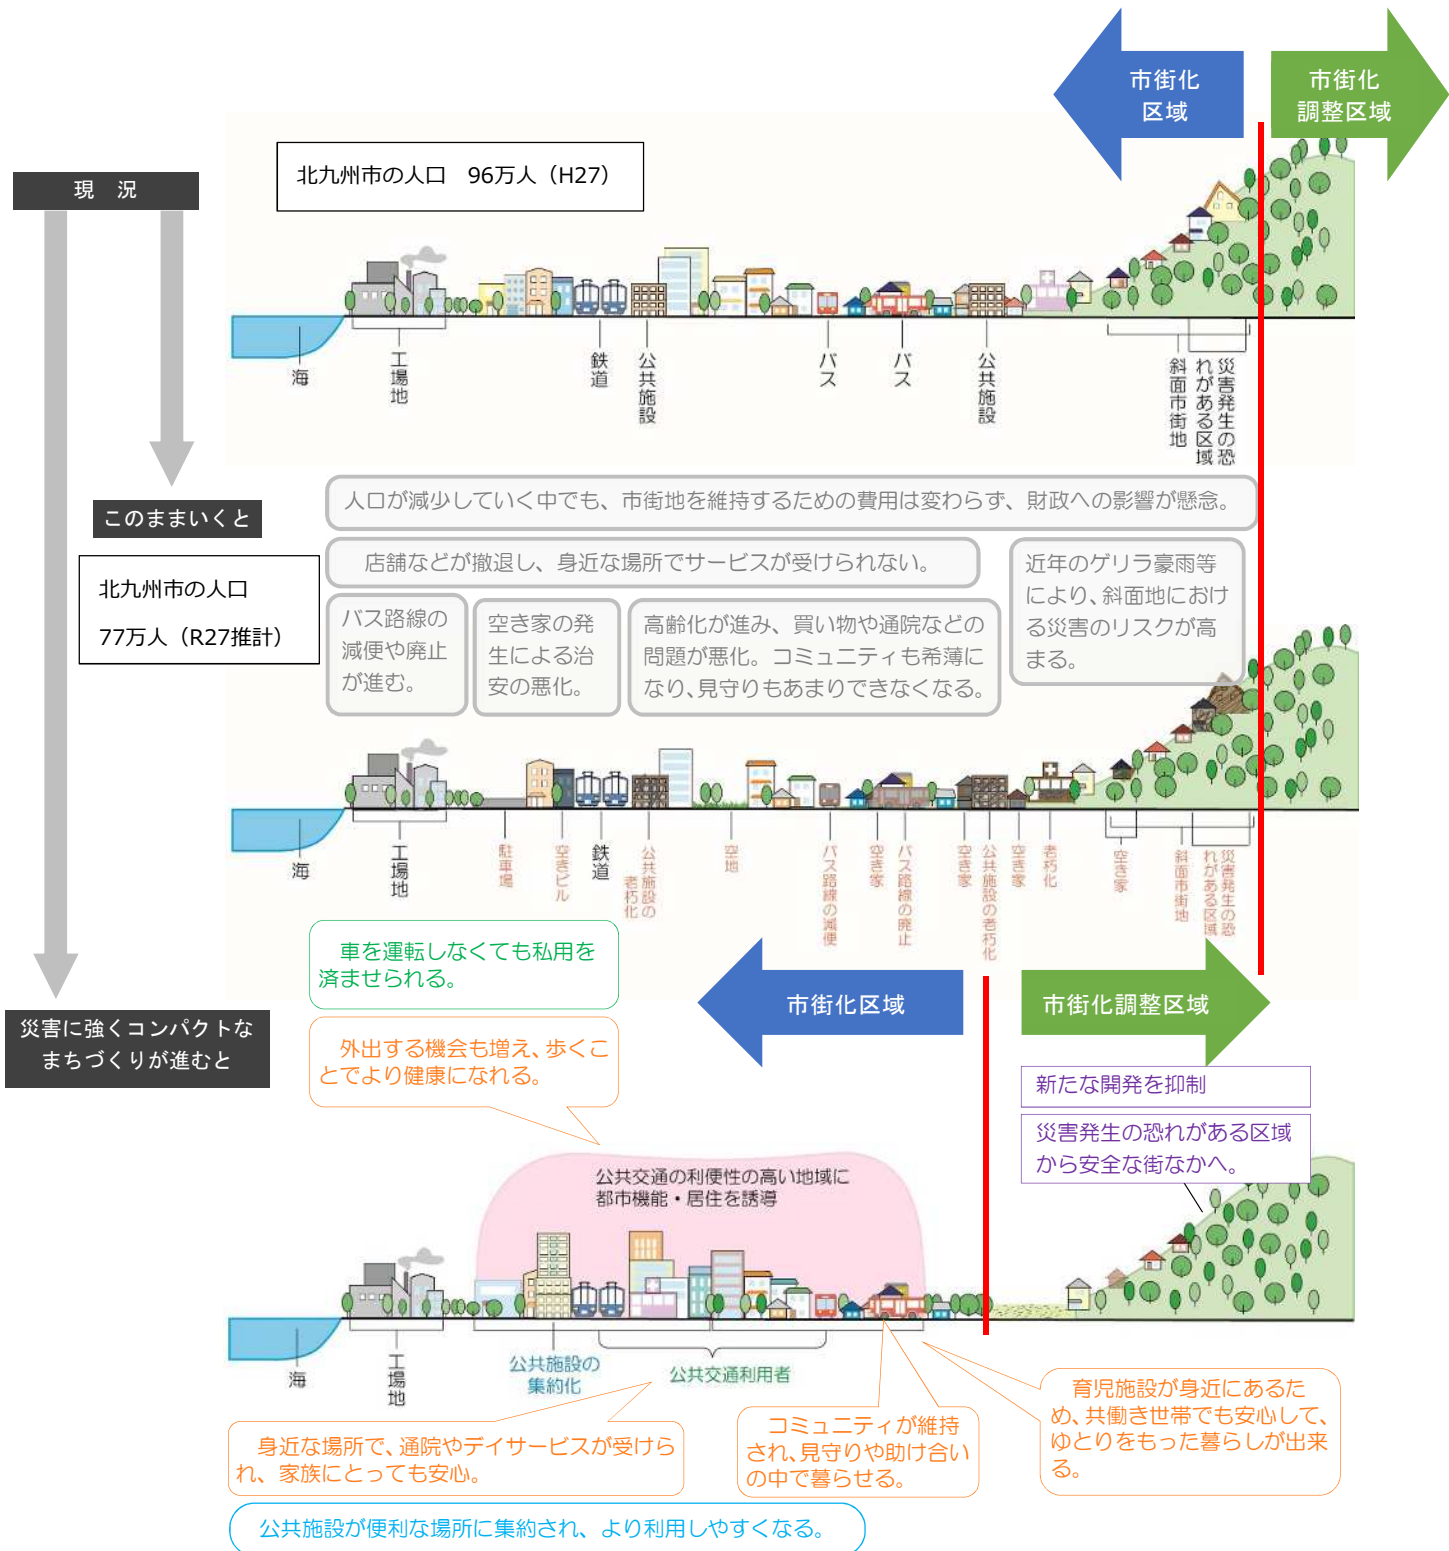 市街化
区域
市街化
調整区域
北九州市の人口　96万人（H27）
現　況
海
工場地
鉄道
公共施設
バス
バス
公共施設
斜面市街地
災害発生の恐
れがある区域
人口が減少していく中でも、市街地を維持するための費用は変わらず、財政への影響が懸念。
このままいくと
店舗などが撤退し、身近な場所でサービスが受けられない。
近年のゲリラ豪雨等
により、斜面地におけ
る災害のリスクが高
まる。
北九州市の人口
77万人（R27推計）
バス路線の
減便や廃止
が進む。
空き家の発
生による治
安の悪化。
高齢化が進み、買い物や通院などの
問題が悪化。コミュニティも希薄に
なり、見守りもあまりできなくなる。
海
工場地
駐車場
空きビル
鉄道
公共施設の
老朽化
空地
バス路線の減便
空き家
バス路線の廃止
空き家
公共施設の老朽化
空き家
老朽化
空き家
斜面市街地
災害発生の恐
れがある区域
車を運転しなくても私用を
済ませられる。
市街化区域
市街化調整区域
災害に強くコンパクトな
まちづくりが進むと
外出する機会も増え、歩くこ
とでより健康になれる。
新たな開発を抑制
災害発生の恐れがある区域
から安全な街なかへ。
公共交通の利便性の高い地域に
都市機能・居住を誘導
海
工場地
公共施設の
集約化
公共交通利用者
身近な場所で、通院やデイサービスが受けら
れ、家族にとっても安心。
コミュニティが維持
され、見守りや助け合い
の中で暮らせる。
育児施設が身近にあるた
め、共働き世帯でも安心して、
ゆとりをもった暮らしが出来
る。
公共施設が便利な場所に集約され、より利用しやすくなる。